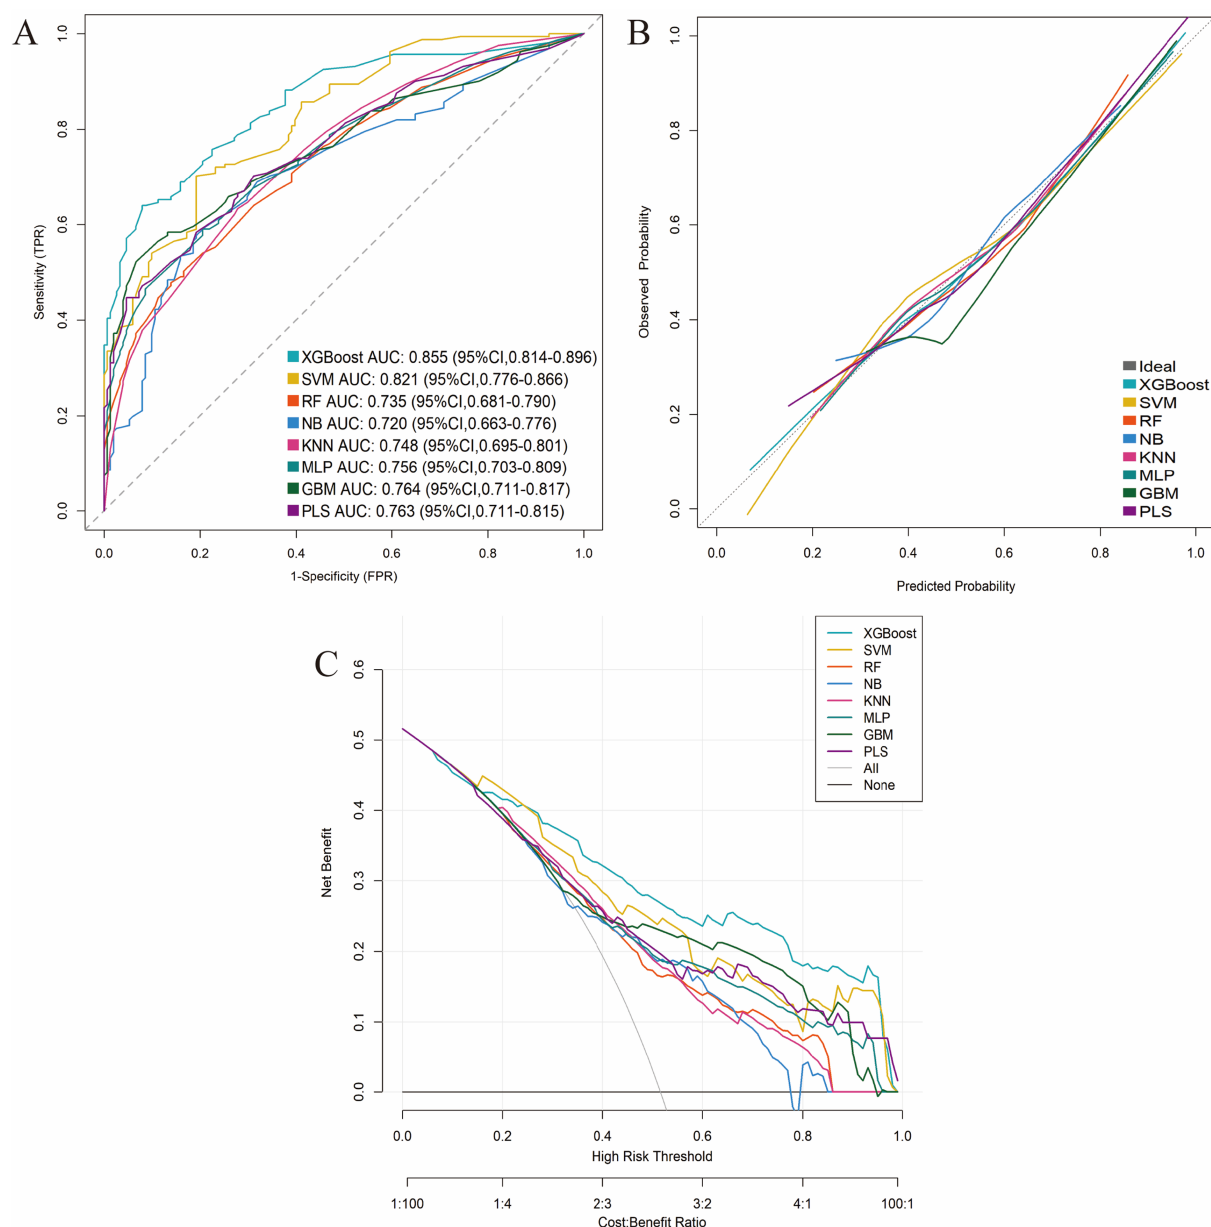 A
1.0
0.8
0.6
0.4
0.2
0.0
Sensitivity (TPR)
XGBoost AUC: 0.855 (95%CI,0.814-0.896)
SVM AUC: 0.821 (95%CI,0.776-0.866)
RF AUC: 0.735 (95%CI,0.681-0.790)
NB AUC: 0.720 (95%CI,0.663-0.776)
KNN AUC: 0.748 (95%CI,0.695-0.801)
MLP AUC: 0.756 (95%CI,0.703-0.809)
GBM AUC: 0.764 (95%CI,0.711-0.817)
PLS AUC: 0.763 (95%CI,0.711-0.815)
0.0 0.2 0.4 0.6 0.8 1.0
1-Specificity (FPR)
B
1.0
0.8
0.6
0.4
0.2
0.0
Observed Probability
Ideal
XGBoost
SVM
RF
NB
KNN
MLP
GBM
PLS
0.0 0.2 0.4 0.6 0.8 1.0
Predicted Probability
C
0.6
0.5
0.4
0.3
0.2
0.1
0.0
Net Benefit
XGBoost
SVM
RF
NB
KNN
MLP
GBM
PLS
All
None
0.0 0.2 0.4 0.6 0.8 1.0
High Risk Threshold
1:100 1:4 2:3 3:2 4:1 100:1
Cost:Benefit Ratio